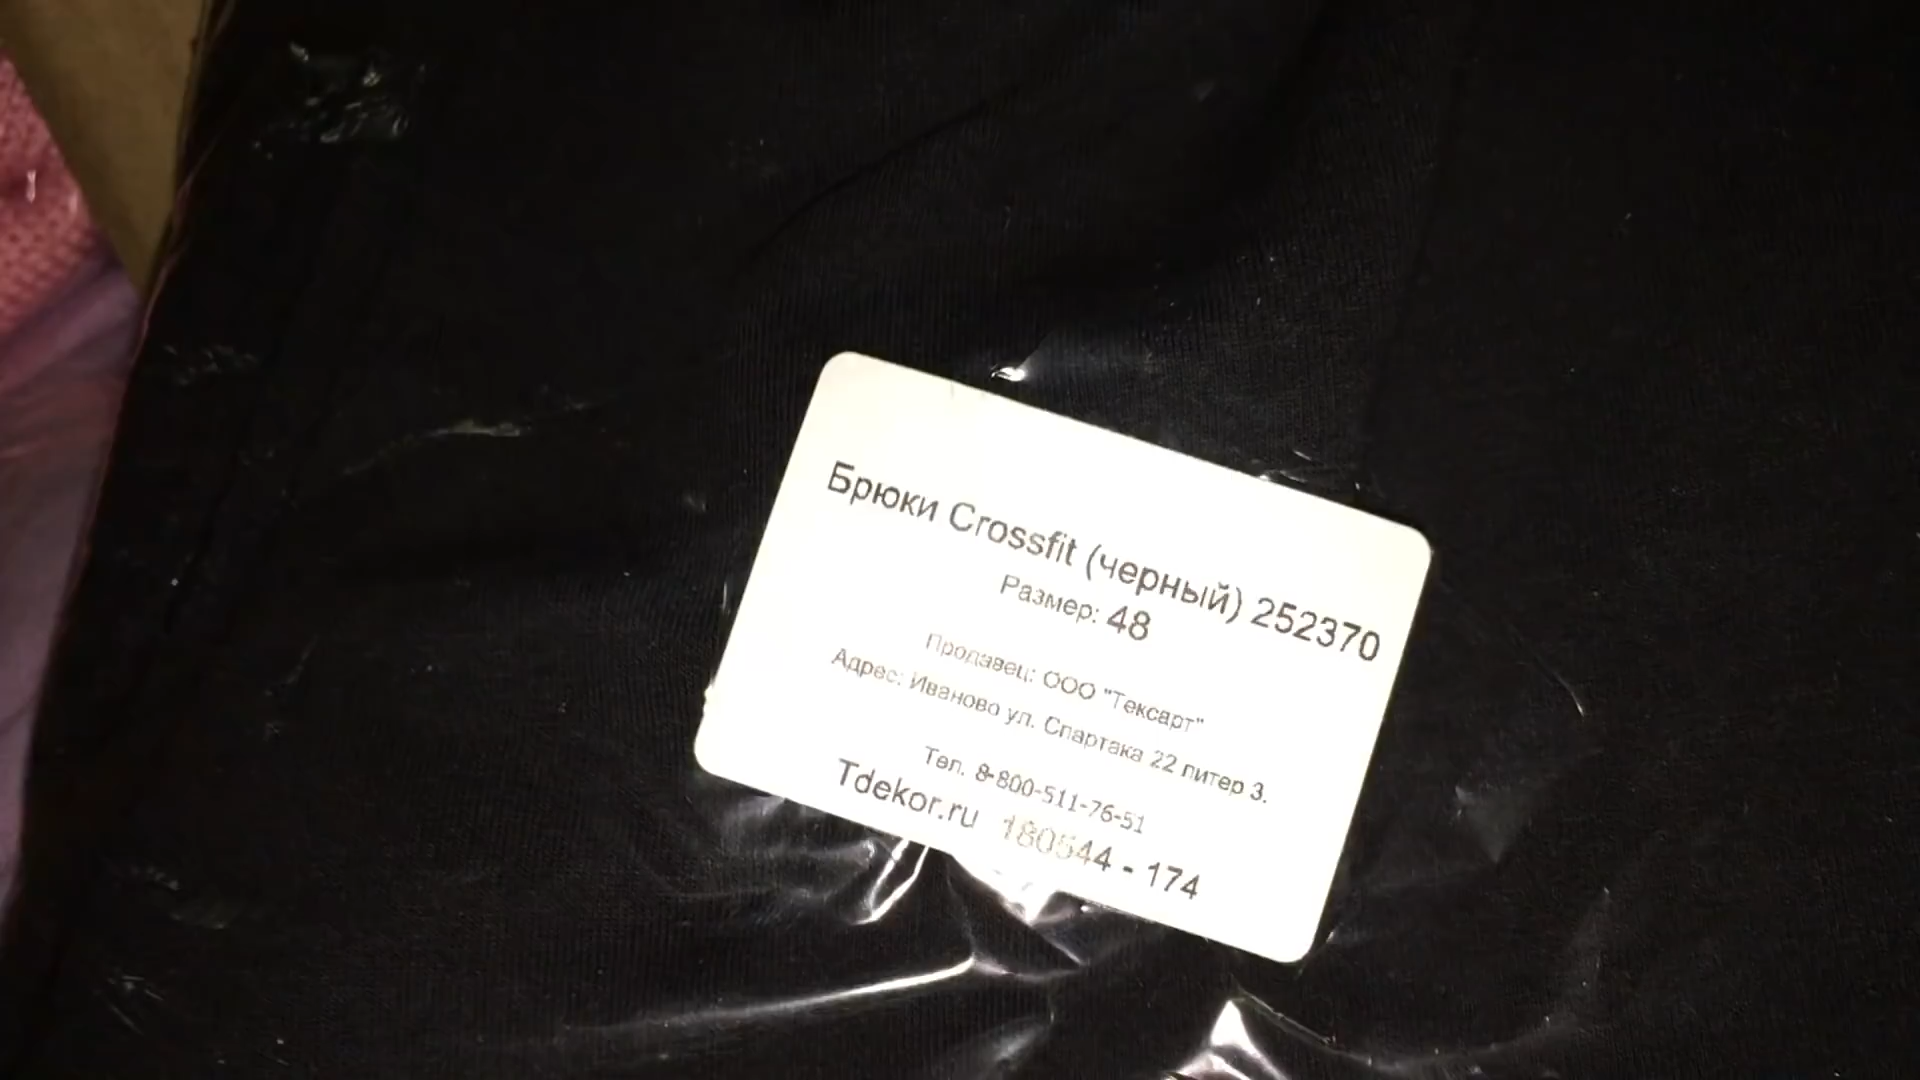 Брюки Crossfit (черный) 252370
Размер: 48
Продавец: ООО "Тексарт"
Адрес: Иваново ул. Спартака 22 литер 3.
Тел. 8-800-511-76-51
Tdekor.ru 180544 - 174